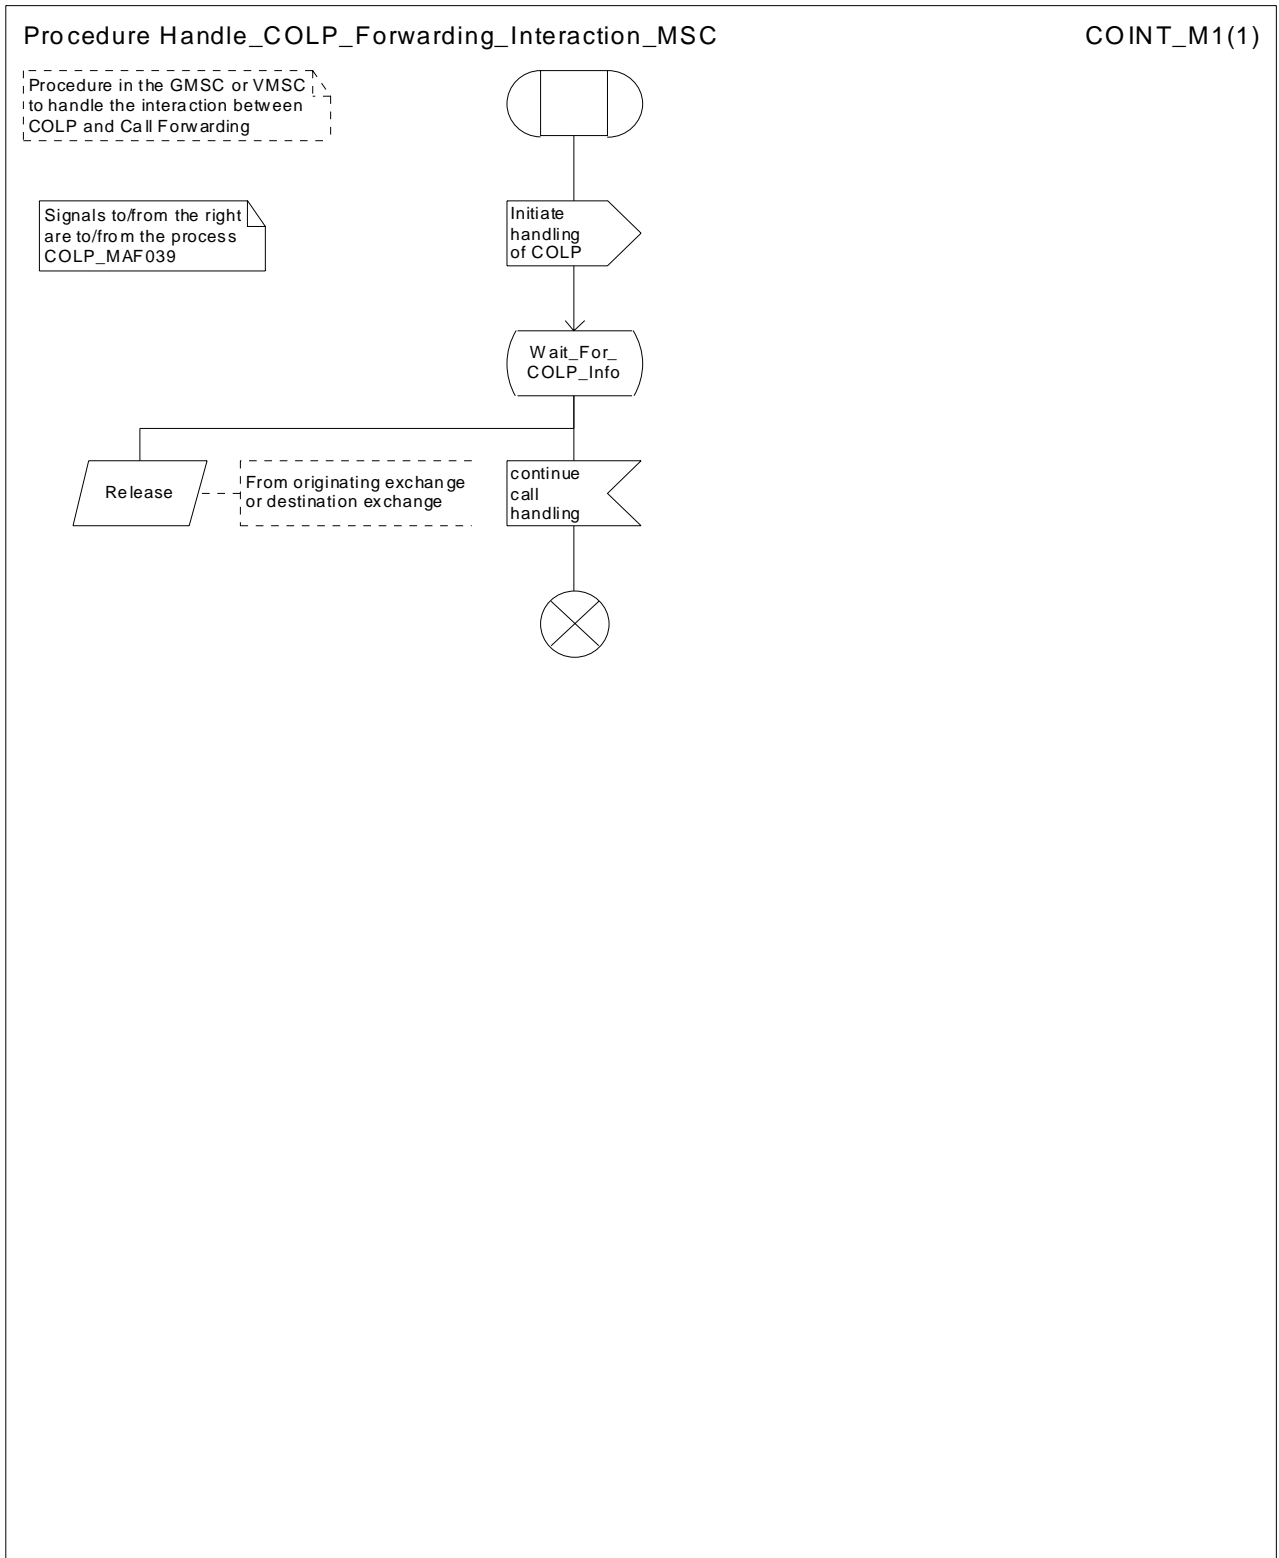 Procedure Handle_COLP_Forwarding_Interaction_MSC
COINT_M1(1)
Procedure in the GMSC or VMSC
to handle the interaction between
COLP and Call Forwarding
Signals to/from the right
are to/from the process
COLP_MAF039
Initiate
handling
of COLP
Wait_For_
COLP_Info
Release
From originating exchange
or destination exchange
continue
call
handling